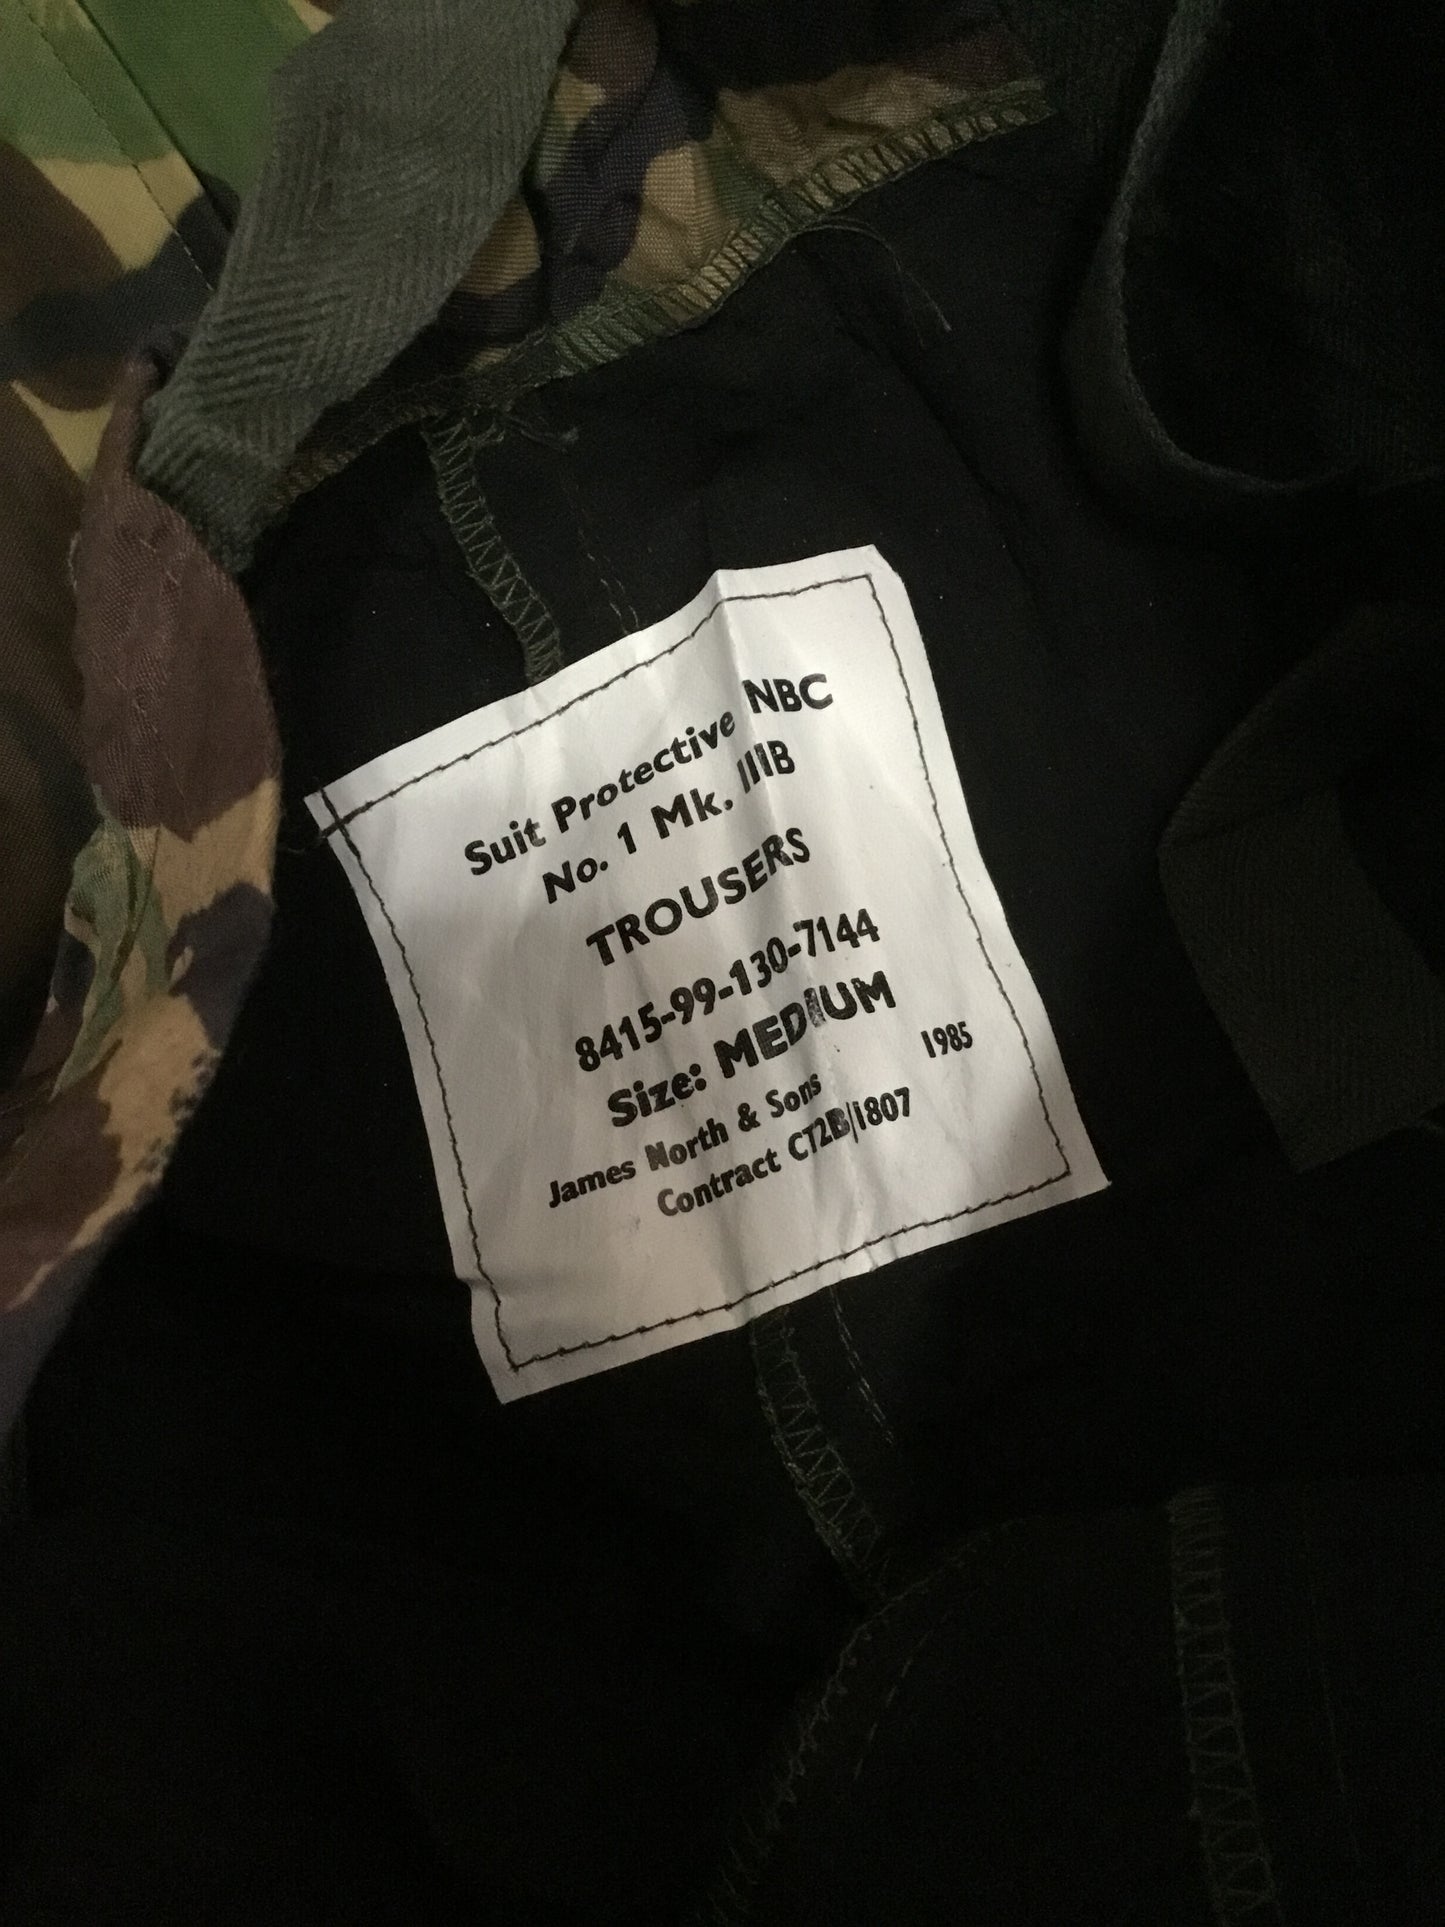 Suit Protective NBC
No. 1 Mk. IIIB
TROUSERS
8415-99-130-7144
Size: MEDIUM
James North & Sons 1985
Contract CT2B/1807